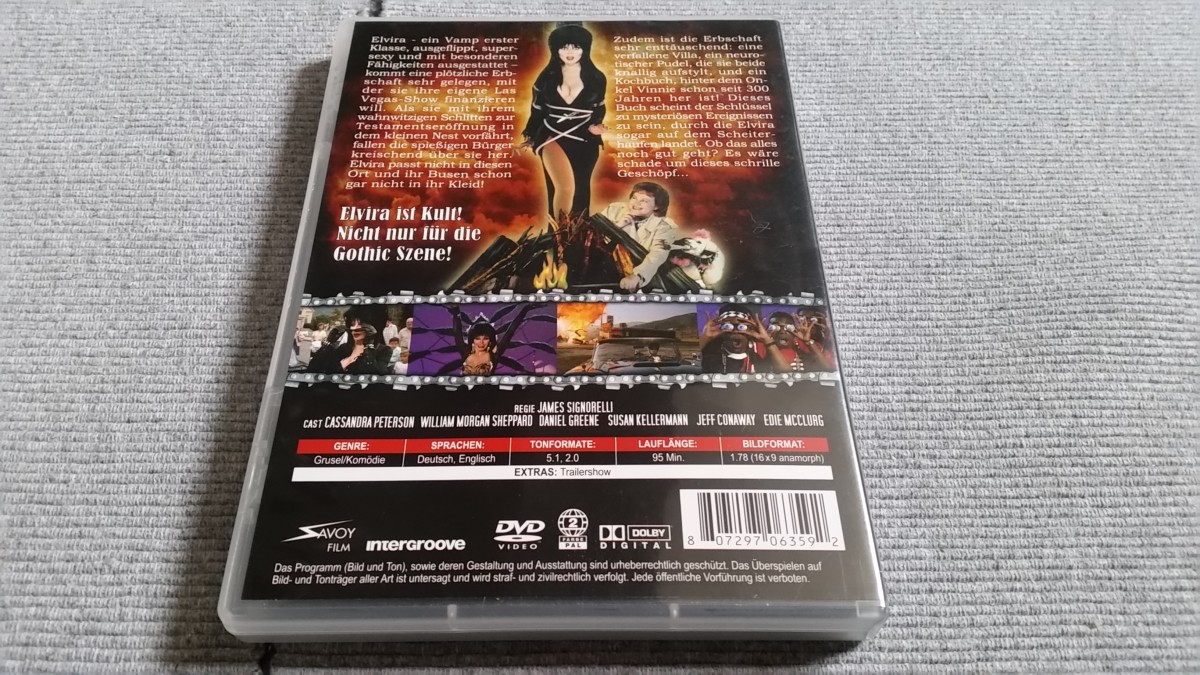 Elvira - ein Vamp erster
Klasse, ausgeflippt, super-
sexy und mit besonderen
Fähigkeiten ausgestattet –
kommt eine plötzliche Erb-
schaft sehr gelegen, mit
der sie ihre eigene Las
Vegas-Show finanzieren
will. Als sie mit ihrem
wahnwitzigen Schlitten zur
Testamentseröffnung in
dem kleinen Nest vorfährt,
fallen die spießigen Bürger
kreischend über sie her.
Elvira passt nicht in diesen
Ort und ihr Busen schon
gar nicht in ihr Kleid!
Zudem ist die Erbschaft
sehr enttäuschend: eine
verfallene Villa, ein neuro-
tischer Pudel, die sie beide
knallig aufstylt, und ein
Kochbuch, hinter dem On-
kel Vinnie schon seit 300
Jahren her ist! Dieses
Buch scheint der Schlüssel
zu mysteriösen Ereignissen
zu sein, durch die Elvira
sogar auf dem Scheiter-
haufen landet. Ob das alles
noch gut geht? Es wäre
schade um dieses schrille
Geschöpf...
Elvira ist Kult!
Nicht nur für die
Gothic Szene!
REGIE JAMES SIGNORELLI
CAST CASSANDRA PETERSON WILLIAM MORGAN SHEPPARD DANIEL GREENE SUSAN KELLERMANN JEFF CONAWAY EDIE MCCLURG
GENRE: SPRACHEN: TONFORMATE: LAUFLÄNGE: BILDFORMAT:
Grusel/Komödie Deutsch, Englisch 5.1, 2.0 95 Min. 1.78 (16x9 anamorph)
EXTRAS: Trailershow
SAVOY
FILM
intergroove
DVD
VIDEO
2
FARBE
PAL
DOLBY
DIGITAL
8 07297 06359 2
Das Programm (Bild und Ton), sowie deren Gestaltung und Ausstattung sind urheberrechtlich geschützt. Das Überspielen auf
Bild- und Tonträger aller Art ist untersagt und wird straf- und zivilrechtlich verfolgt. Jede öffentliche Vorführung ist verboten.